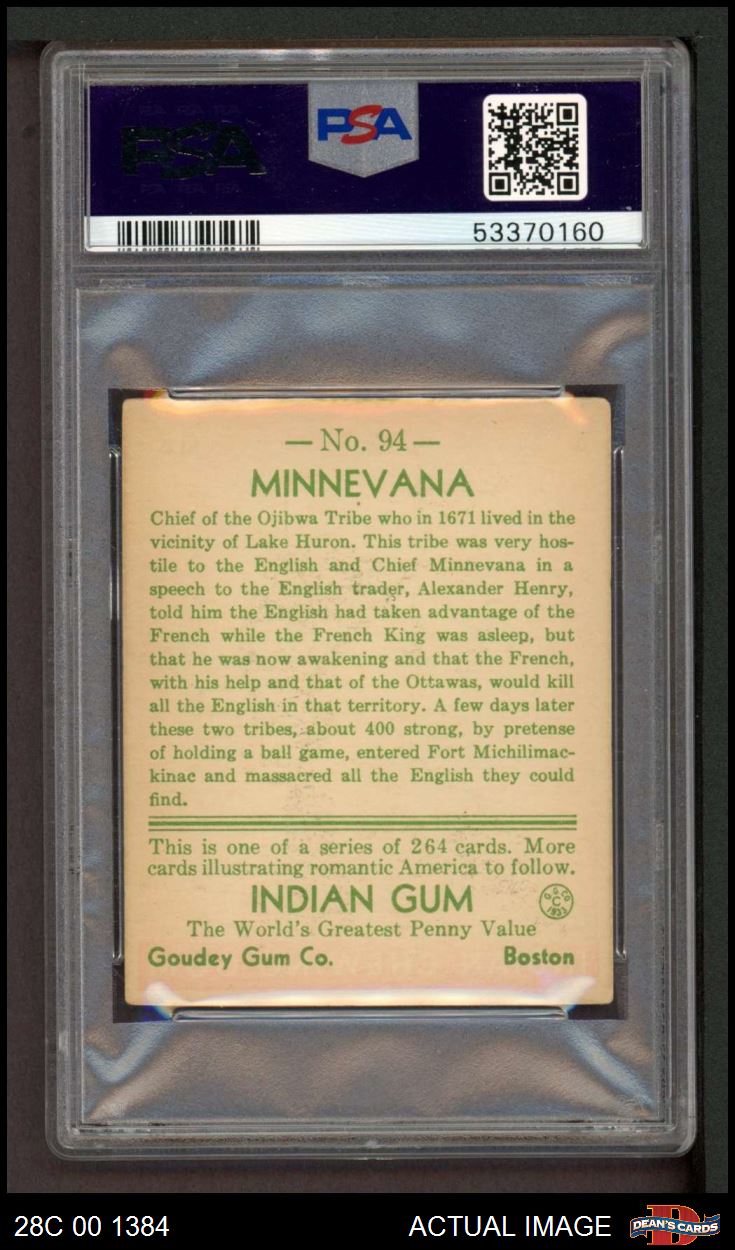 PSA
PSA
53370160
— No. 94 —
MINNEVANA
Chief of the Ojibwa Tribe who in 1671 lived in the
vicinity of Lake Huron. This tribe was very hos-
tile to the English and Chief Minnevana in a
speech to the English trader, Alexander Henry,
told him the English had taken advantage of the
French while the French King was asleep, but
that he was now awakening and that the French,
with his help and that of the Ottawas, would kill
all the English in that territory. A few days later
these two tribes, about 400 strong, by pretense
of holding a ball game, entered Fort Michilimac-
kinac and massacred all the English they could
find.
This is one of a series of 264 cards. More
cards illustrating romantic America to follow.
INDIAN GUM
G G CO
C
1933
The World's Greatest Penny Value
Goudey Gum Co. Boston
28C 00 1384 ACTUAL IMAGE DEAN'S CARDS